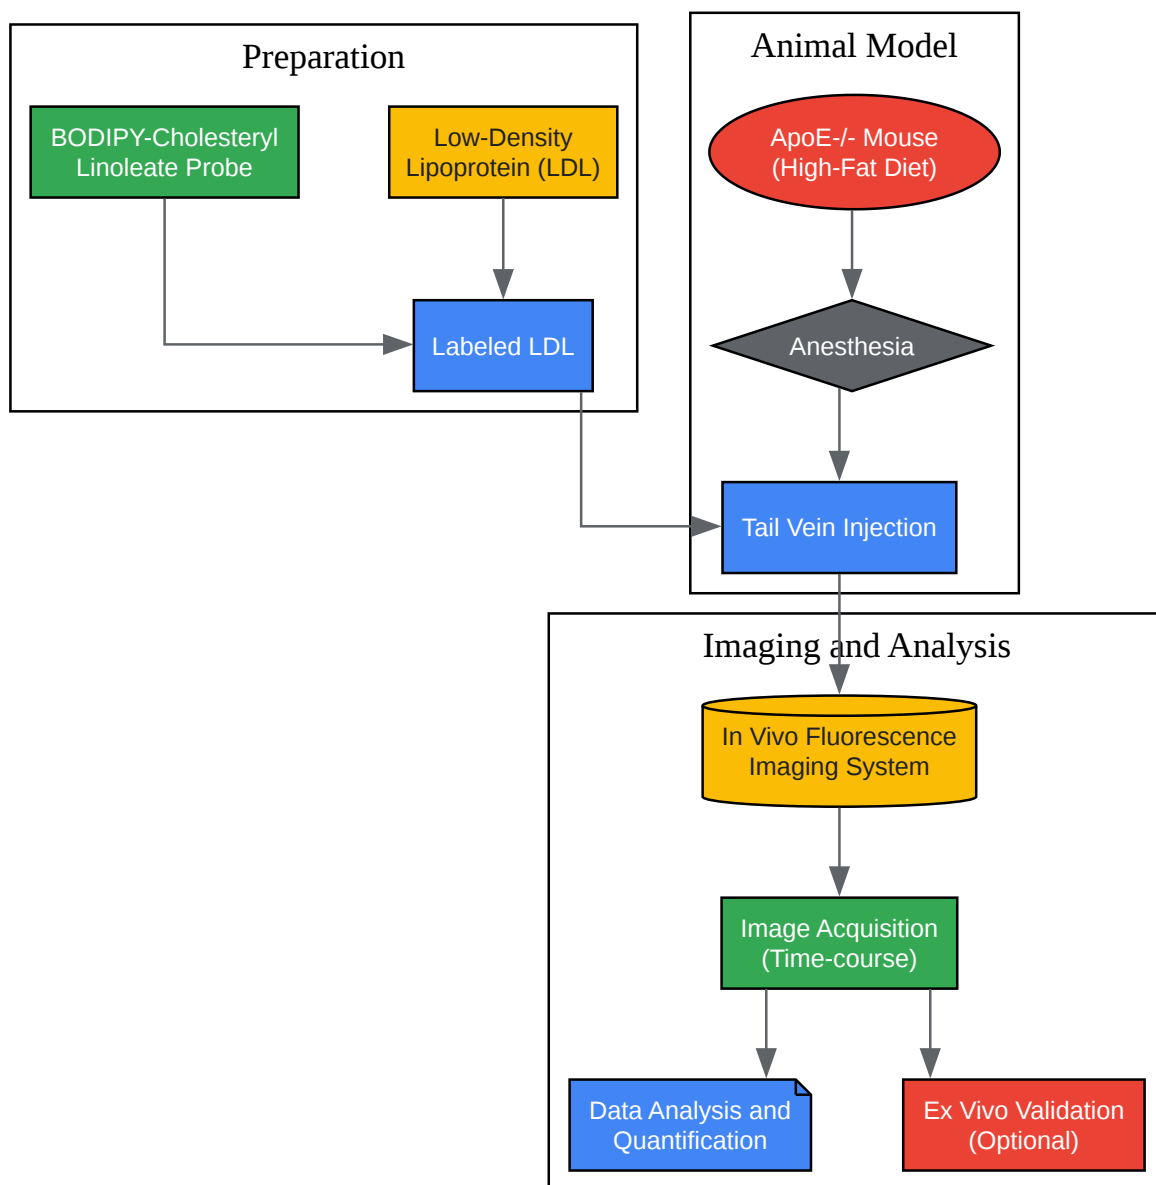 Preparation
BODIPY-Cholesteryl
Linoleate Probe
Low-Density
Lipoprotein (LDL)
Labeled LDL
Animal Model
ApoE-/- Mouse
(High-Fat Diet)
Anesthesia
Tail Vein Injection
Imaging and Analysis
In Vivo Fluorescence
Imaging System
Image Acquisition
(Time-course)
Data Analysis and
Quantification
Ex Vivo Validation
(Optional)